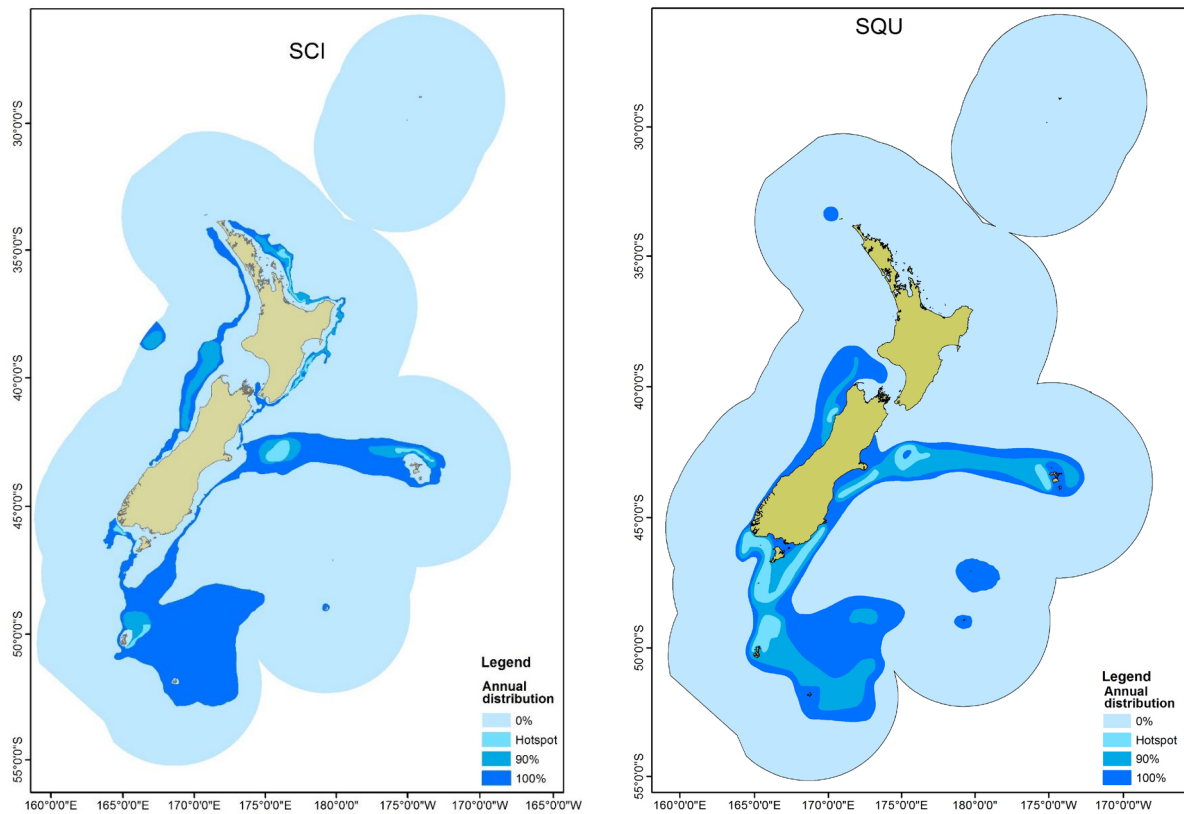 SCI
30°0'0"S
35°0'0"S
40°0'0"S
45°0'0"S
50°0'0"S
55°0'0"S
Legend
Annual
distribution
0%
Hotspot
90%
100%
160°0'0"E
165°0'0"E
170°0'0"E
175°0'0"E
180°0'0"
175°0'0"W
170°0'0"W
165°0'0"W
SQU
30°0'0"S
35°0'0"S
40°0'0"S
45°0'0"S
50°0'0"S
55°0'0"S
Legend
Annual
distribution
0%
Hotspot
90%
100%
160°0'0"E
165°0'0"E
170°0'0"E
175°0'0"E
180°0'0"
175°0'0"W
170°0'0"W